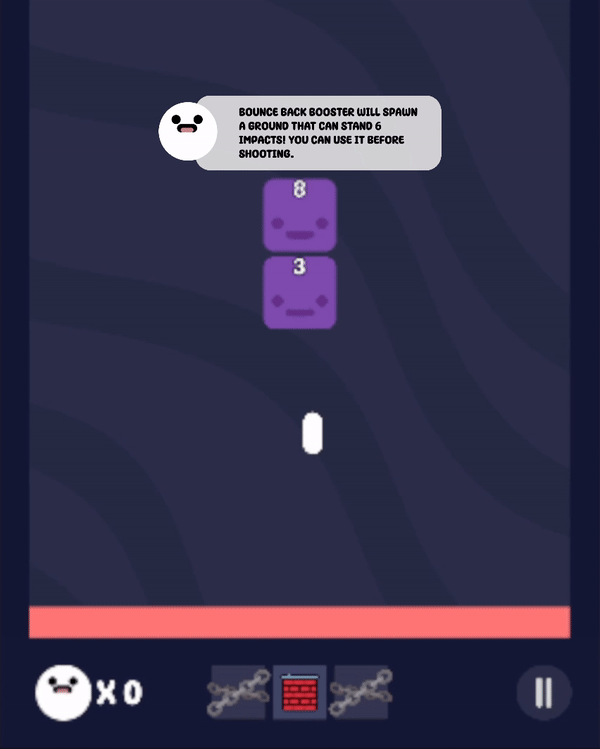 BOUNCE BACK BOOSTER WILL SPAWN
A GROUND THAT CAN STAND 6
IMPACTS! YOU CAN USE IT BEFORE
SHOOTING.
8
3
X 0